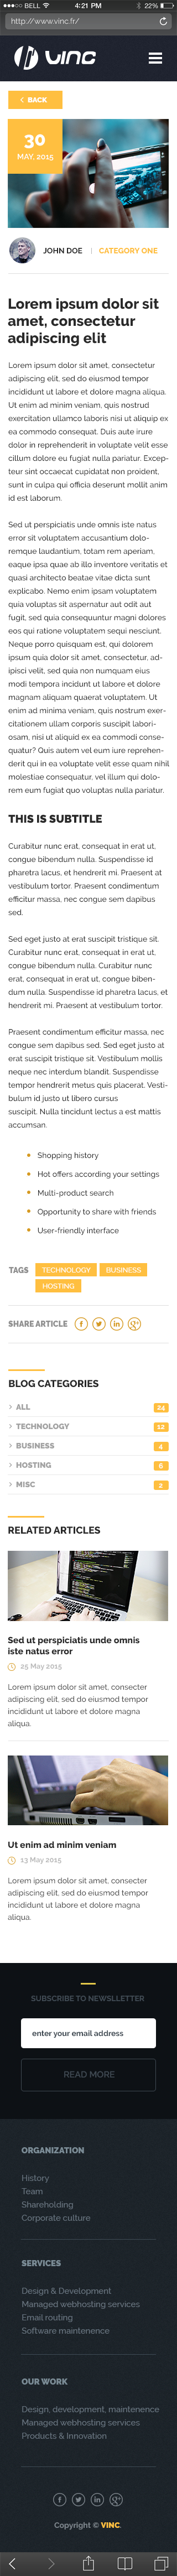 BELL 4:21 PM 22%
http://www.vinc.fr/
VINC
BACK
30
MAY 2015
JOHN DOE | CATEGORY ONE
Lorem ipsum dolor sit
amet, consectetur
adipiscing elit
Lorem ipsum dolor sit amet, consectetur
adipiscing elit, sed do eiusmod tempor
incididunt ut labore et dolore magna aliqua.
Ut enim ad minim veniam, quis nostrud
exercitation ullamco laboris nisi ut aliquip ex
ea commodo consequat. Duis aute irure
dolor in reprehenderit in voluptate velit esse
cillum dolore eu fugiat nulla pariatur. Excep-
teur sint occaecat cupidatat non proident,
sunt in culpa qui officia deserunt mollit anim
id est laborum.
Sed ut perspiciatis unde omnis iste natus
error sit voluptatem accusantium dolo-
remque laudantium, totam rem aperiam,
eaque ipsa quae ab illo inventore veritatis et
quasi architecto beatae vitae dicta sunt
explicabo. Nemo enim ipsam voluptatem
quia voluptas sit aspernatur aut odit aut
fugit, sed quia consequuntur magni dolores
eos qui ratione voluptatem sequi nesciunt.
Neque porro quisquam est, qui dolorem
ipsum quia dolor sit amet, consectetur, ad-
ipisci velit, sed quia non numquam eius
modi tempora incidunt ut labore et dolore
magnam aliquam quaerat voluptatem. Ut
enim ad minima veniam, quis nostrum exer-
citationem ullam corporis suscipit labori-
osam, nisi ut aliquid ex ea commodi conse-
quatur? Quis autem vel eum iure reprehen-
derit qui in ea voluptate velit esse quam nihil
molestiae consequatur, vel illum qui dolo-
rem eum fugiat quo voluptas nulla pariatur.
THIS IS SUBTITLE
Curabitur nunc erat, consequat in erat ut,
congue bibendum nulla. Suspendisse id
pharetra lacus, et hendrerit mi. Praesent at
vestibulum tortor. Praesent condimentum
efficitur massa, nec congue sem dapibus
sed.
Sed eget justo at erat suscipit tristique sit.
Curabitur nunc erat, consequat in erat ut,
congue bibendum nulla. Curabitur nunc
erat, consequat in erat ut, congue biben-
dum nulla. Suspendisse id pharetra lacus, et
hendrerit mi. Praesent at vestibulum tortor.
Praesent condimentum efficitur massa, nec
congue sem dapibus sed. Sed eget justo at
erat suscipit tristique sit. Vestibulum mollis
neque nec interdum blandit. Suspendisse
tempor hendrerit metus quis placerat. Vesti-
bulum id justo ut libero cursus
suscipit. Nulla tincidunt lectus a est mattis
accumsan.
Shopping history
Hot offers according your settings
Multi-product search
Opportunity to share with friends
User-friendly interface
TAGS TECHNOLOGY BUSINESS
HOSTING
SHARE ARTICLE
BLOG CATEGORIES
ALL 24
TECHNOLOGY 12
BUSINESS 4
HOSTING 6
MISC 2
RELATED ARTICLES
Sed ut perspiciatis unde omnis
iste natus error
25 May 2015
Lorem ipsum dolor sit amet, consectetur
adipiscing elit, sed do eiusmod tempor
incididunt ut labore et dolore magna
aliqua.
Ut enim ad minim veniam
13 May 2015
Lorem ipsum dolor sit amet, consectetur
adipiscing elit, sed do eiusmod tempor
incididunt ut labore et dolore magna
aliqua.
SUBSCRIBE TO NEWSLLETTER
enter your email address
READ MORE
ORGANIZATION
History
Team
Shareholding
Corporate culture
SERVICES
Design & Development
Managed webhosting services
Email routing
Software maintenence
OUR WORK
Design, development, maintenence
Managed webhosting services
Products & Innovation
Copyright © VINC.